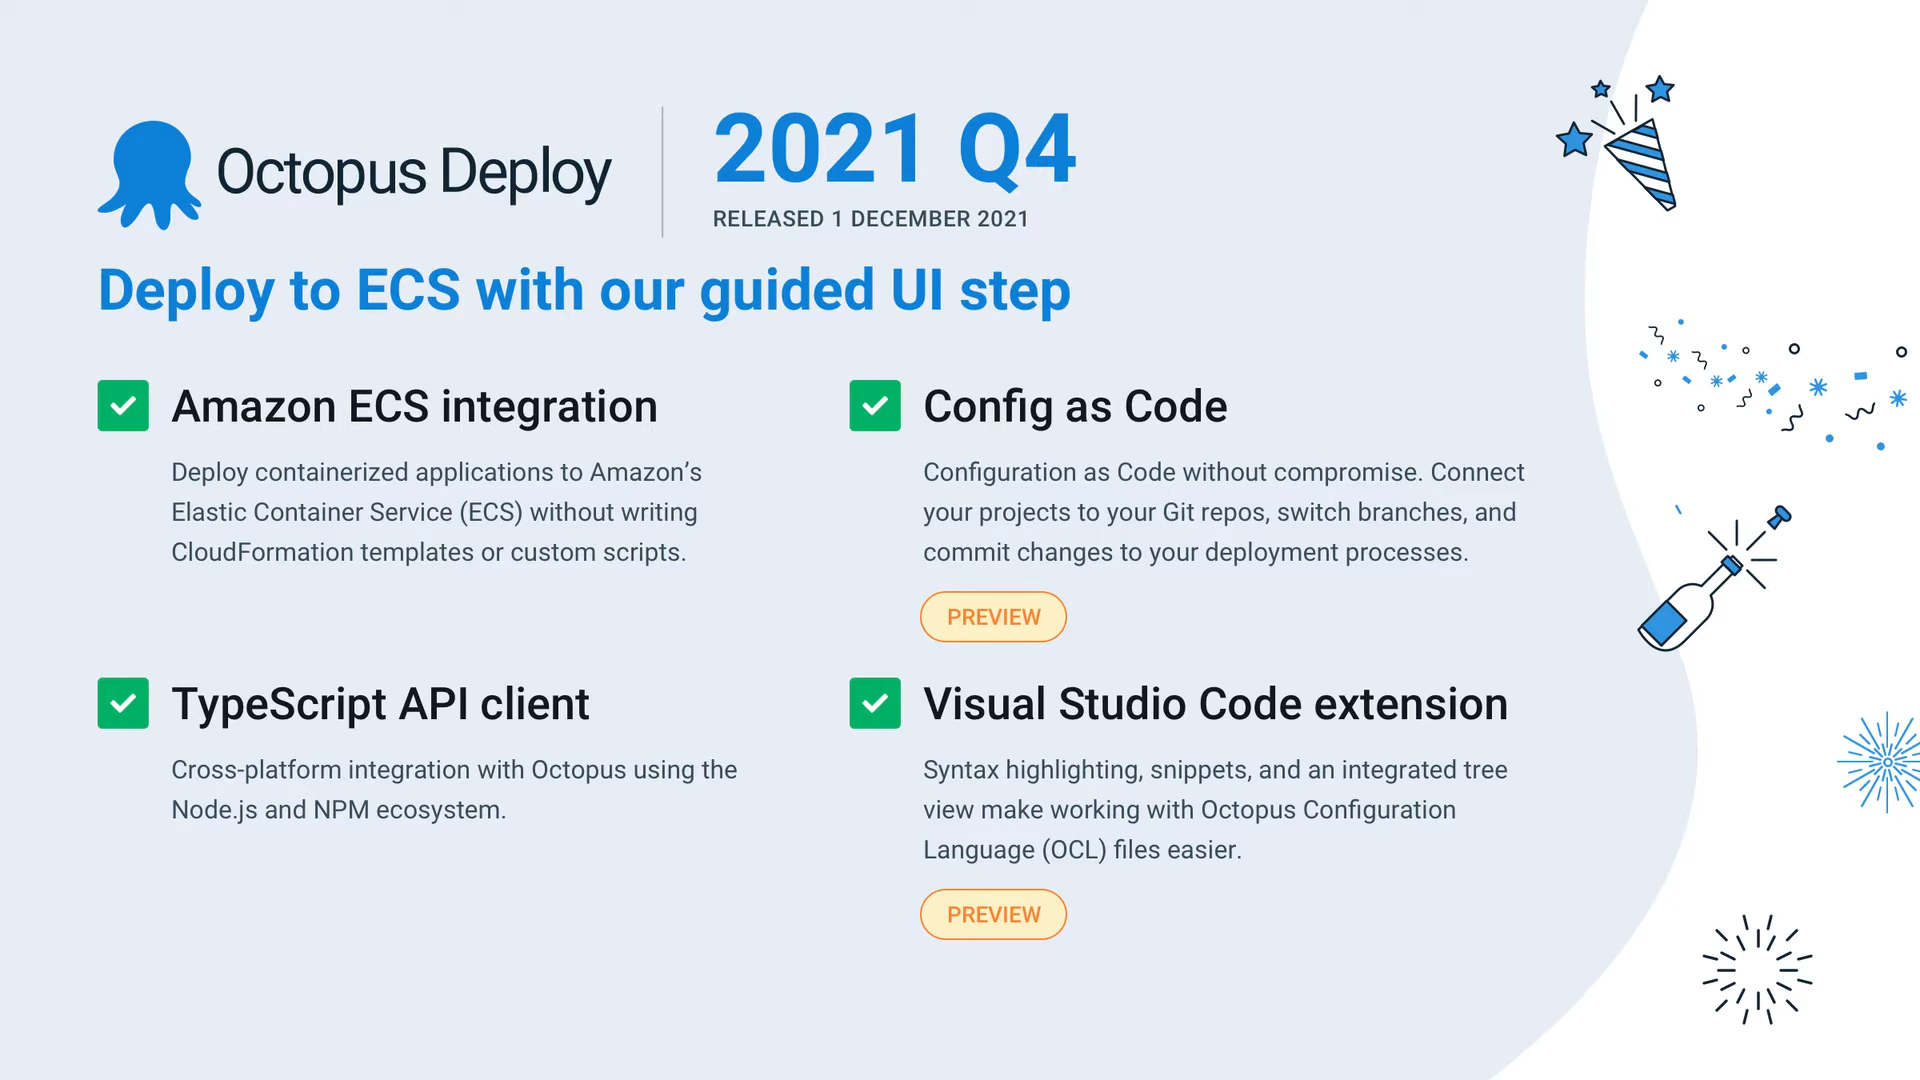 Octopus Deploy
2021 Q4
RELEASED 1 DECEMBER 2021
Deploy to ECS with our guided UI step
Amazon ECS integration
Deploy containerized applications to Amazon’s
Elastic Container Service (ECS) without writing
CloudFormation templates or custom scripts.
Config as Code
Configuration as Code without compromise. Connect
your projects to your Git repos, switch branches, and
commit changes to your deployment processes.
PREVIEW
TypeScript API client
Cross-platform integration with Octopus using the
Node.js and NPM ecosystem.
Visual Studio Code extension
Syntax highlighting, snippets, and an integrated tree
view make working with Octopus Configuration
Language (OCL) files easier.
PREVIEW